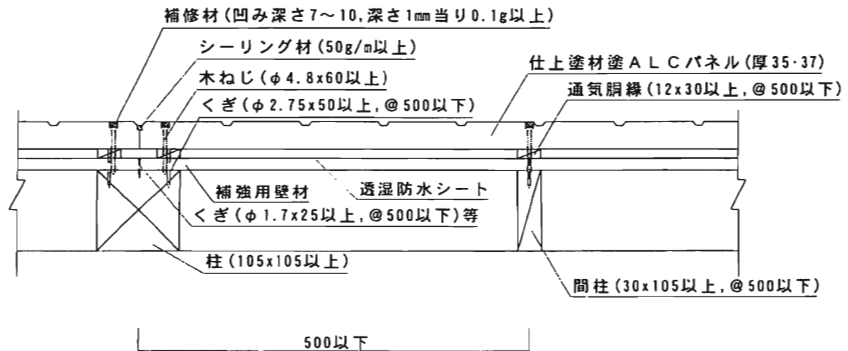 補修材(凹み深さ7～10,深さ1mm当り0.1g以上)
シーリング材(50g/m以上)
木ねじ(φ4.8x60以上)
くぎ(φ2.75x50以上,@500以下)
仕上塗材塗ALCパネル(厚35･37)
通気胴縁(12x30以上,@500以下)
補強用壁材
透湿防水シート
くぎ(φ1.7x25以上,@500以下)等
柱(105x105以上)
間柱(30x105以上,@500以下)
500以下